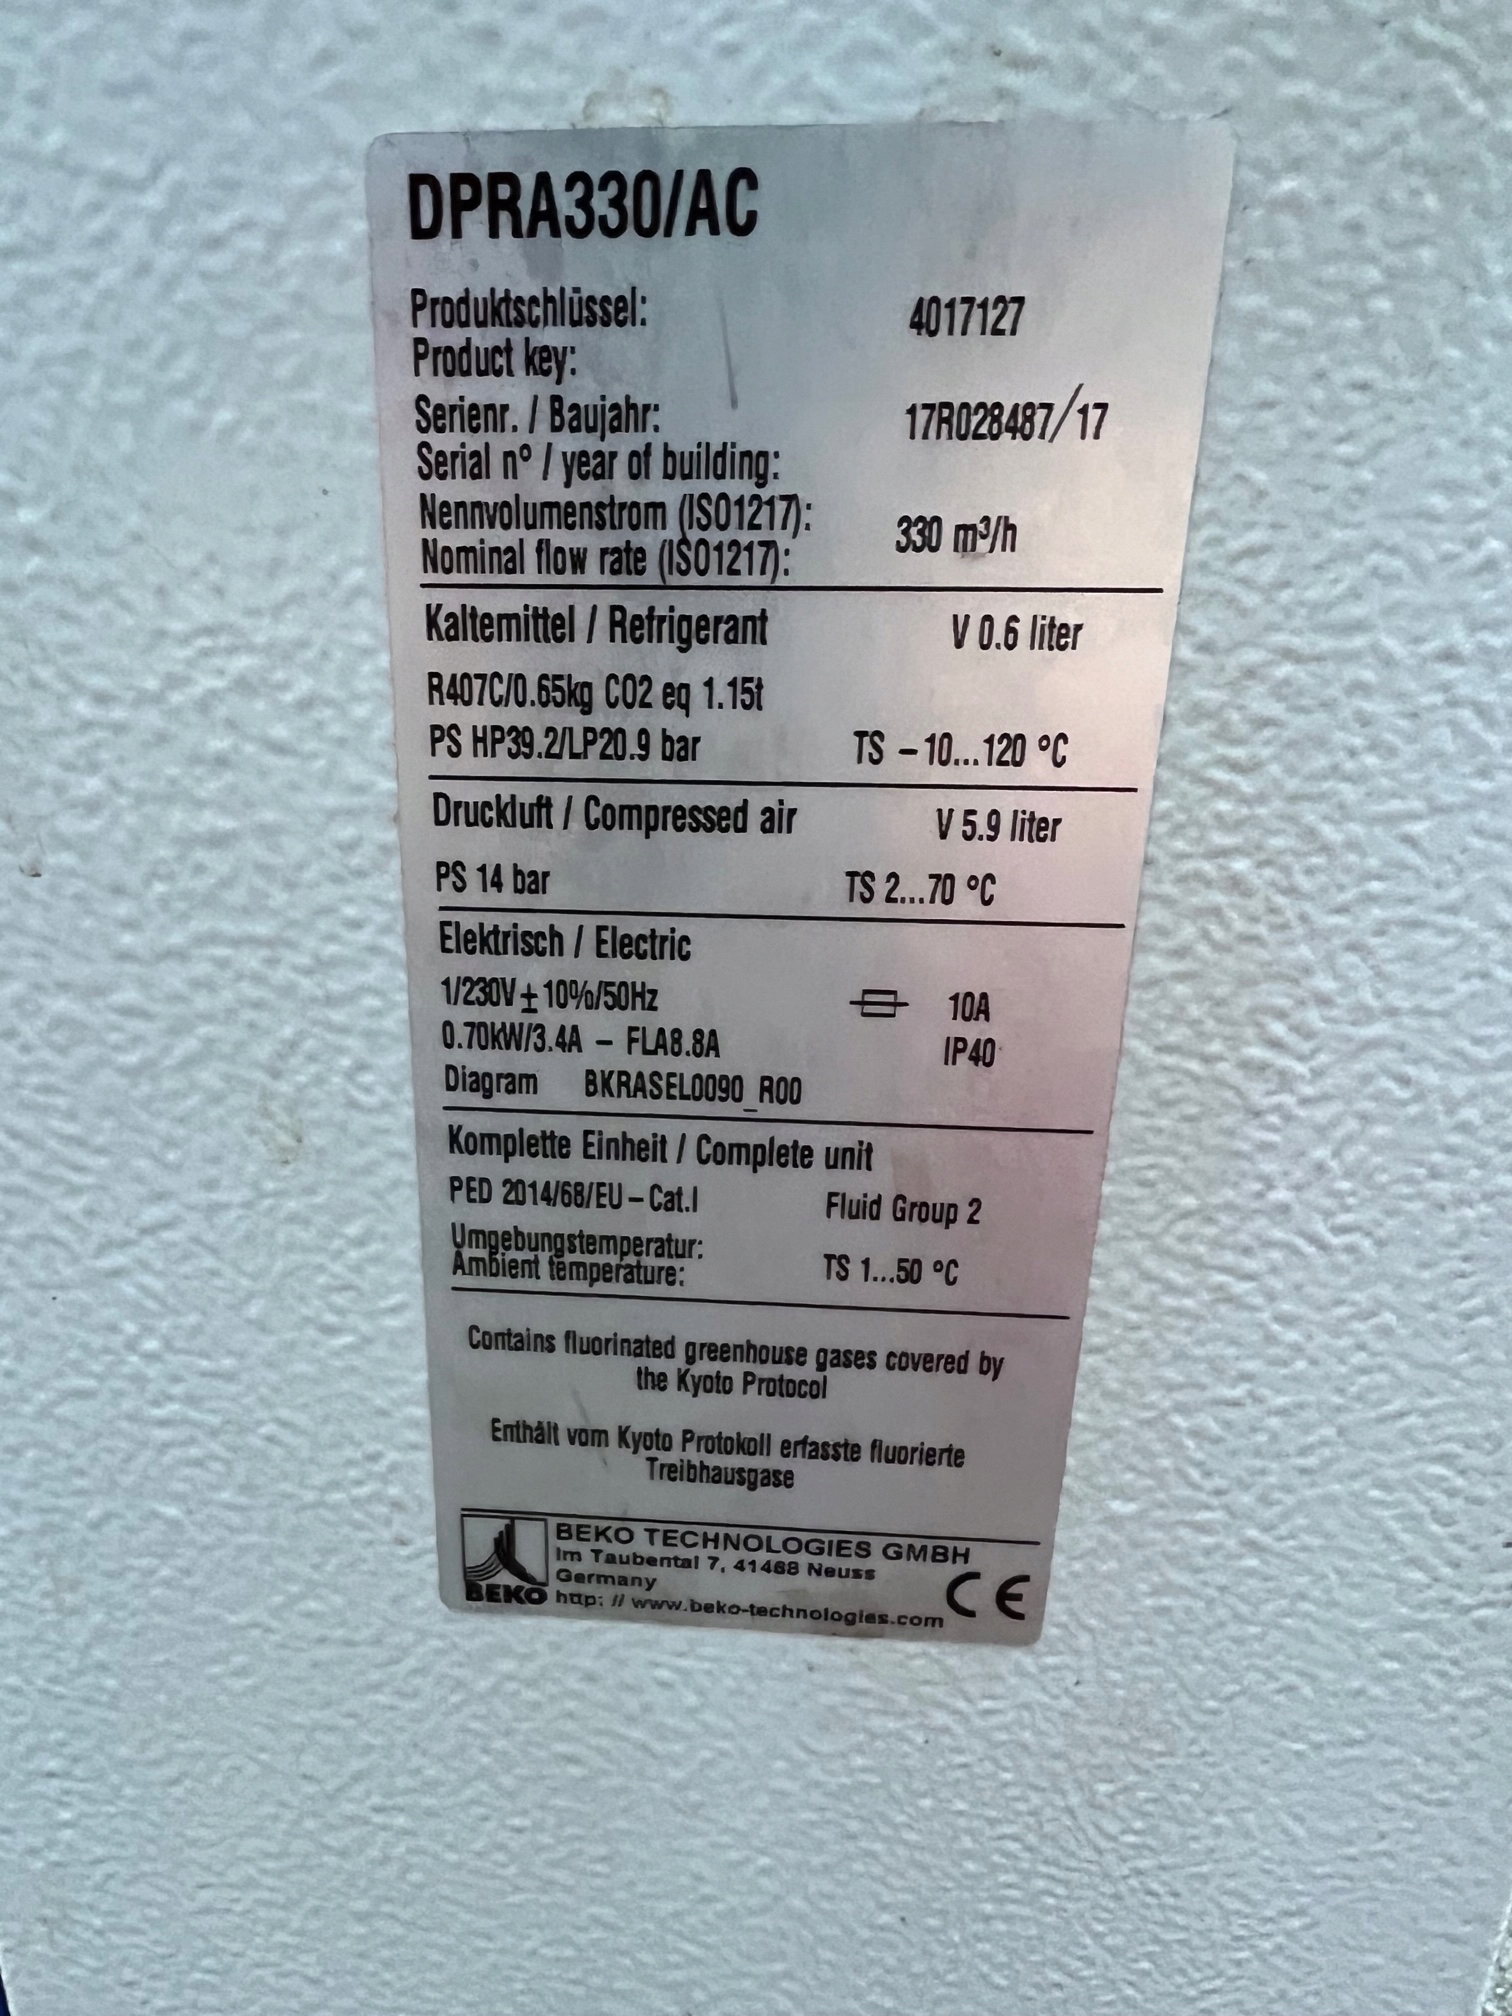 DPRA330/AC
Produktschlüssel: 4017127
Product key:
Serienr. / Baujahr: 17R028487/17
Serial n° / year of building:
Nennvolumenstrom (ISO1217): 330 m³/h
Nominal flow rate (ISO1217):
Kaltemittel / Refrigerant V 0.6 liter
R407C/0.65kg CO2 eq 1.15t
PS HP39.2/LP20.9 bar TS -10...120 °C
Druckluft / Compressed air V 5.9 liter
PS 14 bar TS 2...70 °C
Elektrisch / Electric
1/230V±10%/50Hz 10A
0.70kW/3.4A - FLA8.8A IP40
Diagram BKRASEL0090_R00
Komplette Einheit / Complete unit
PED 2014/68/EU-Cat.I Fluid Group 2
Umgebungstemperatur:
Ambient temperature: TS 1...50 °C
Contains fluorinated greenhouse gases covered by
the Kyoto Protocol
Enthält vom Kyoto Protokoll erfasste fluorierte
Treibhausgase
BEKO TECHNOLOGIES GMBH
Im Taubental 7, 41468 Neuss
Germany
BEKO http: // www.beko-technologies.com CE